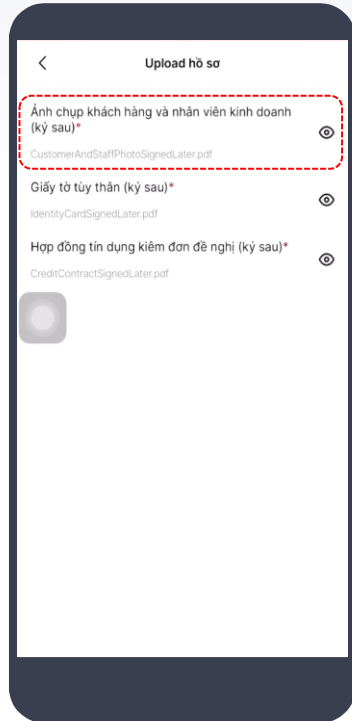 Upload hồ sơ
Ảnh chụp khách hàng và nhân viên kinh doanh
(ký sau)*
CustomerAndStaffPhotoSignedLater.pdf
Giấy tờ tùy thân (ký sau)*
IdentityCardSignedLater.pdf
Hợp đồng tín dụng kiêm đơn đề nghị (ký sau)*
CreditContractSignedLater.pdf